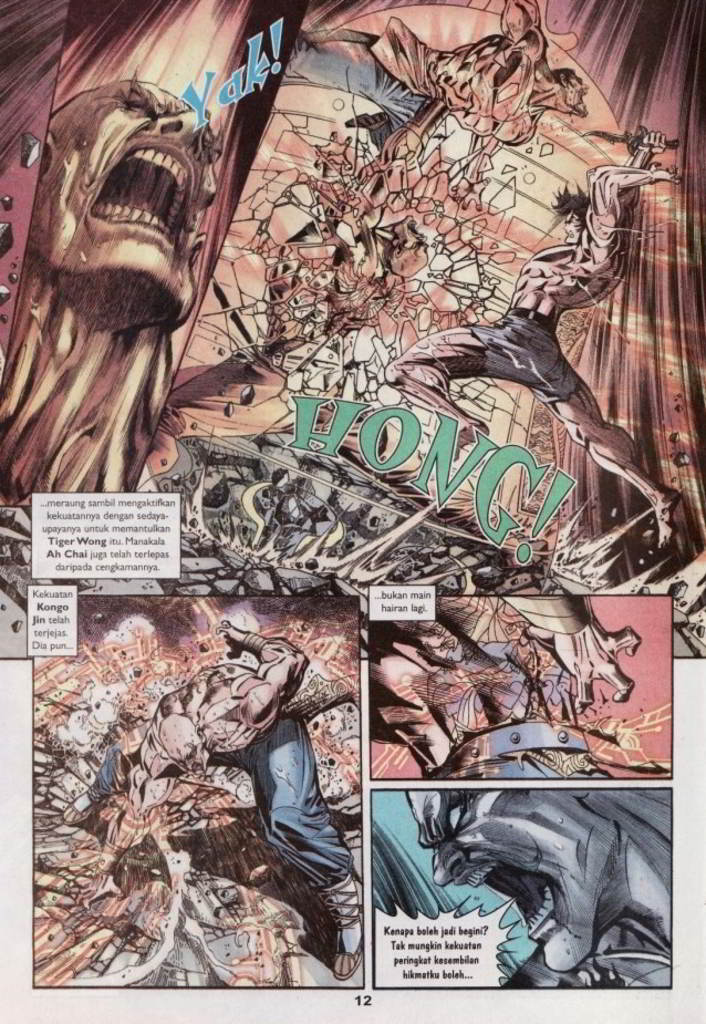 Yak!
HONG!
...meraung sambil mengaktifkan
kekuatannya dengan sedaya-
upayanya untuk memantulkan
Tiger Wong itu. Manakala
Ah Chai juga telah terlepas
daripada cengkamannya.
Kekuatan
Kongo
Jin telah
terjejas.
Dia pun...
...bukan main
hairan lagi.
Kenapa boleh jadi begini?
Tak mungkin kekuatan
peringkat kesembilan
hikmatku boleh...
12